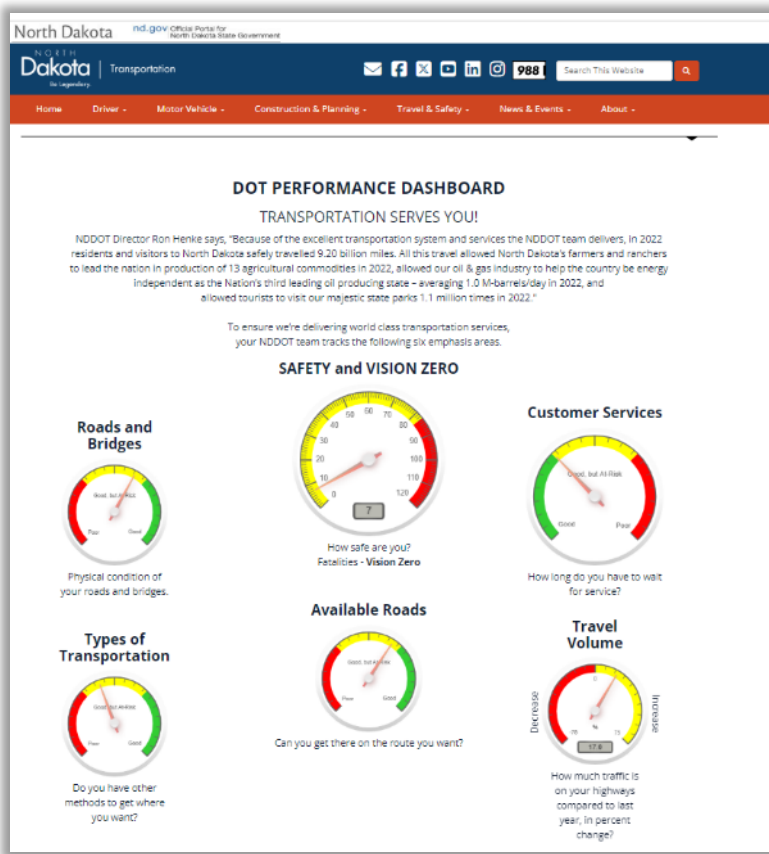 North Dakota nd.gov Official Portal for
North Dakota State Government
NORTH
Dakota | Transportation
Be Legendary.
988
Search This Website
Home Driver Motor Vehicle Construction & Planning Travel & Safety News & Events About
DOT PERFORMANCE DASHBOARD
TRANSPORTATION SERVES YOU!
NDDOT Director Ron Henke says, "Because of the excellent transportation system and services the NDDOT team delivers, in 2022
residents and visitors to North Dakota safely travelled 9.20 billion miles. All this travel allowed North Dakota's farmers and ranchers
to lead the nation in production of 13 agricultural commodities in 2022, allowed our oil & gas industry to help the country be energy
independent as the Nation's third leading oil producing state – averaging 1.0 M-barrels/day in 2022, and
allowed tourists to visit our majestic state parks 1.1 million times in 2022."
To ensure we're delivering world class transportation services,
your NDDOT team tracks the following six emphasis areas.
SAFETY and VISION ZERO
0 10 20 30 40 50 60 70 80 90 100 110 120
7
How safe are you?
Fatalities - Vision Zero
Roads and
Bridges
Good, but At-Risk
Poor Good
Physical condition of
your roads and bridges.
Customer Services
Good, but At-Risk
Good Poor
How long do you have to wait
for service?
Types of
Transportation
Good, but At-Risk
Poor Good
Do you have other
methods to get where
you want?
Available Roads
Good, but At-Risk
Poor Good
Can you get there on the route you want?
Travel
Volume
Decrease
Increase
0
%
17.6
How much traffic is
on your highways
compared to last
year, in percent
change?